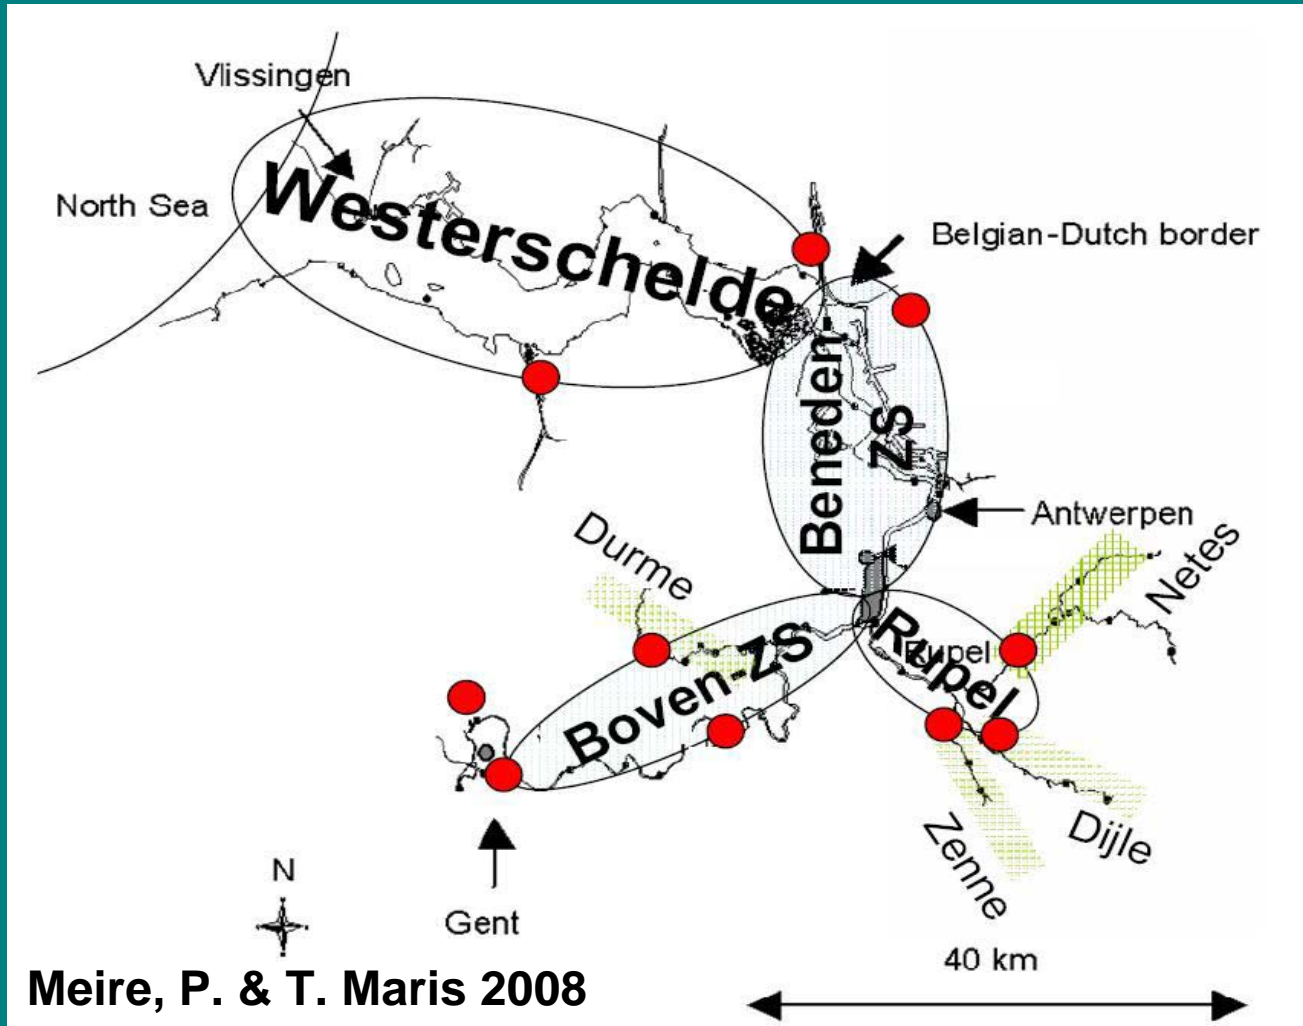 Vlissingen
North Sea
Westerschelde
Belgian-Dutch border
Beneden
ZS
Antwerpen
Durme
Netes
Boven-ZS
Rupel
Rupel
Zenne
Dijle
Gent
N
40 km
Meire, P. & T. Maris 2008